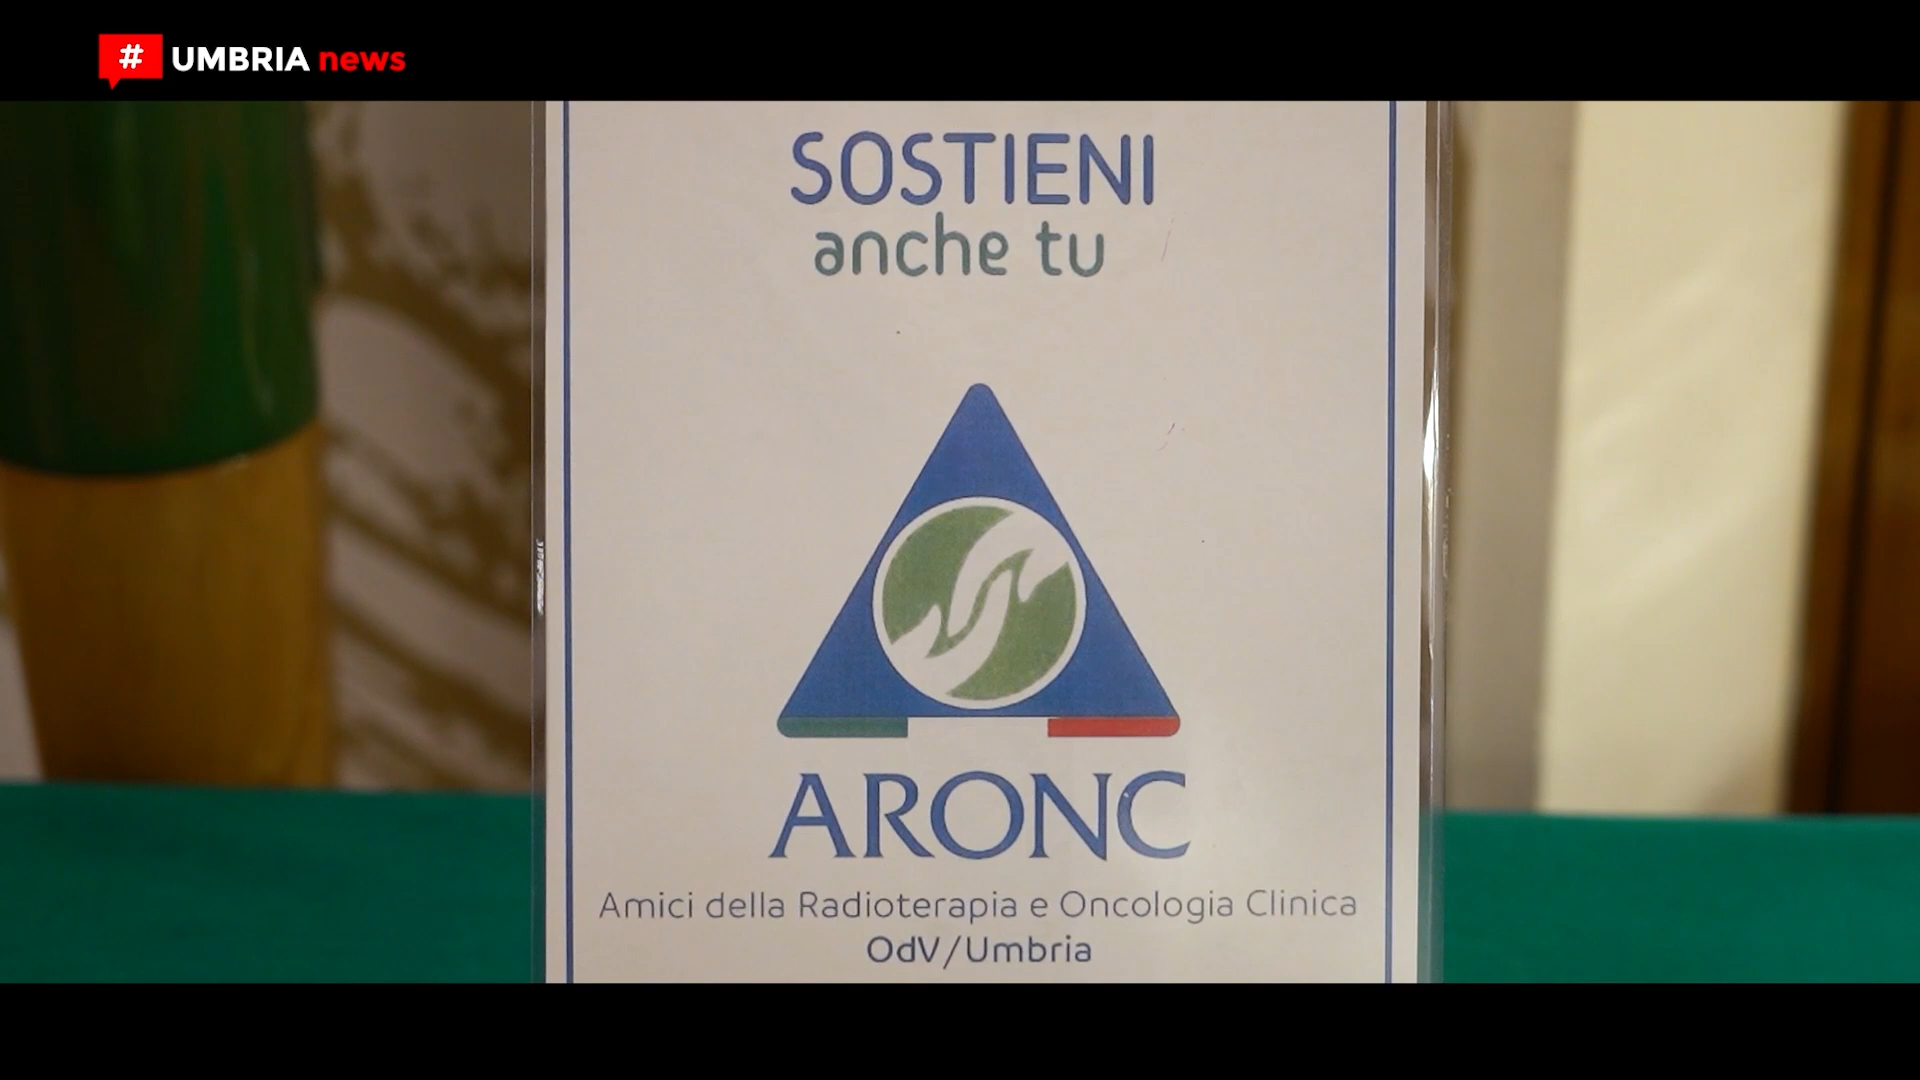 # UMBRIA news
SOSTIENI
anche tu
ARONC
Amici della Radioterapia e Oncologia Clinica
OdV/Umbria